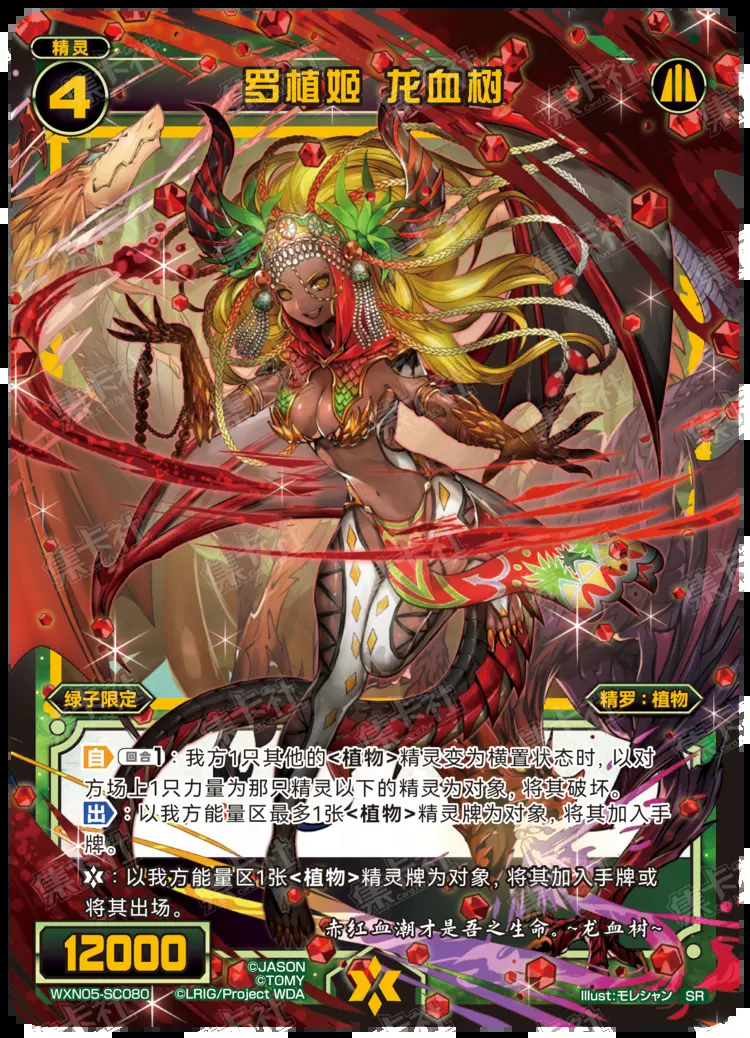 精灵
4
罗植姬 龙血树
绿子限定
精罗：植物
自 回合1：我方1只其他的<植物>精灵变为横置状态时，以对
方场上1只力量为那只精灵以下的精灵为对象，将其破坏。
出：以我方能量区最多1张<植物>精灵牌为对象，将其加入手
牌。
：以我方能量区1张<植物>精灵牌为对象，将其加入手牌或
将其出场。
赤红血潮才是吾之生命。~龙血树~
12000
©JASON
©TOMY
WXN05-SC080 ©LRIG/Project WDA
Illust:モレシャン SR
集卡社